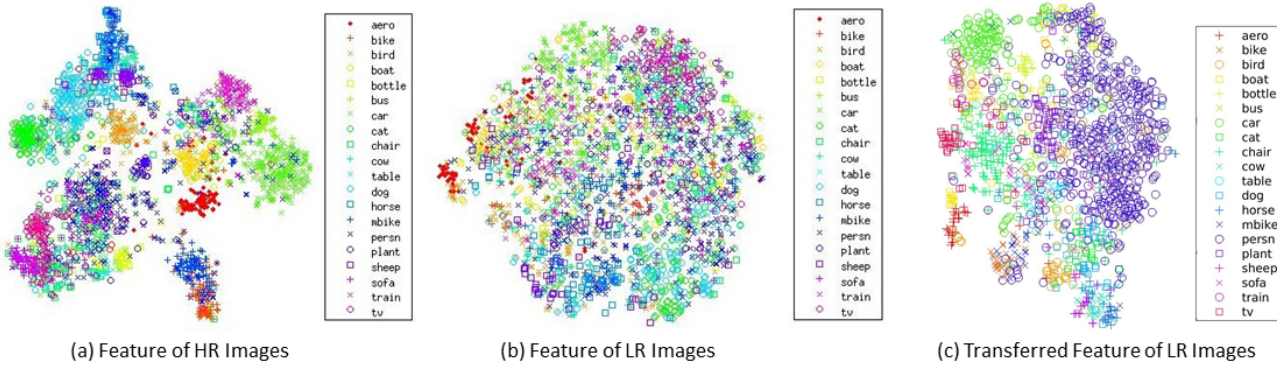 aero
bike
bird
boat
bottle
bus
car
cat
chair
cow
table
dog
horse
mbike
persn
plant
sheep
sofa
train
tv
(a) Feature of HR Images
aero
bike
bird
boat
bottle
bus
car
cat
chair
cow
table
dog
horse
mbike
persn
plant
sheep
sofa
train
tv
(b) Feature of LR Images
aero
bike
bird
boat
bottle
bus
car
cat
chair
cow
table
dog
horse
mbike
persn
plant
sheep
sofa
train
tv
(c) Transferred Feature of LR Images